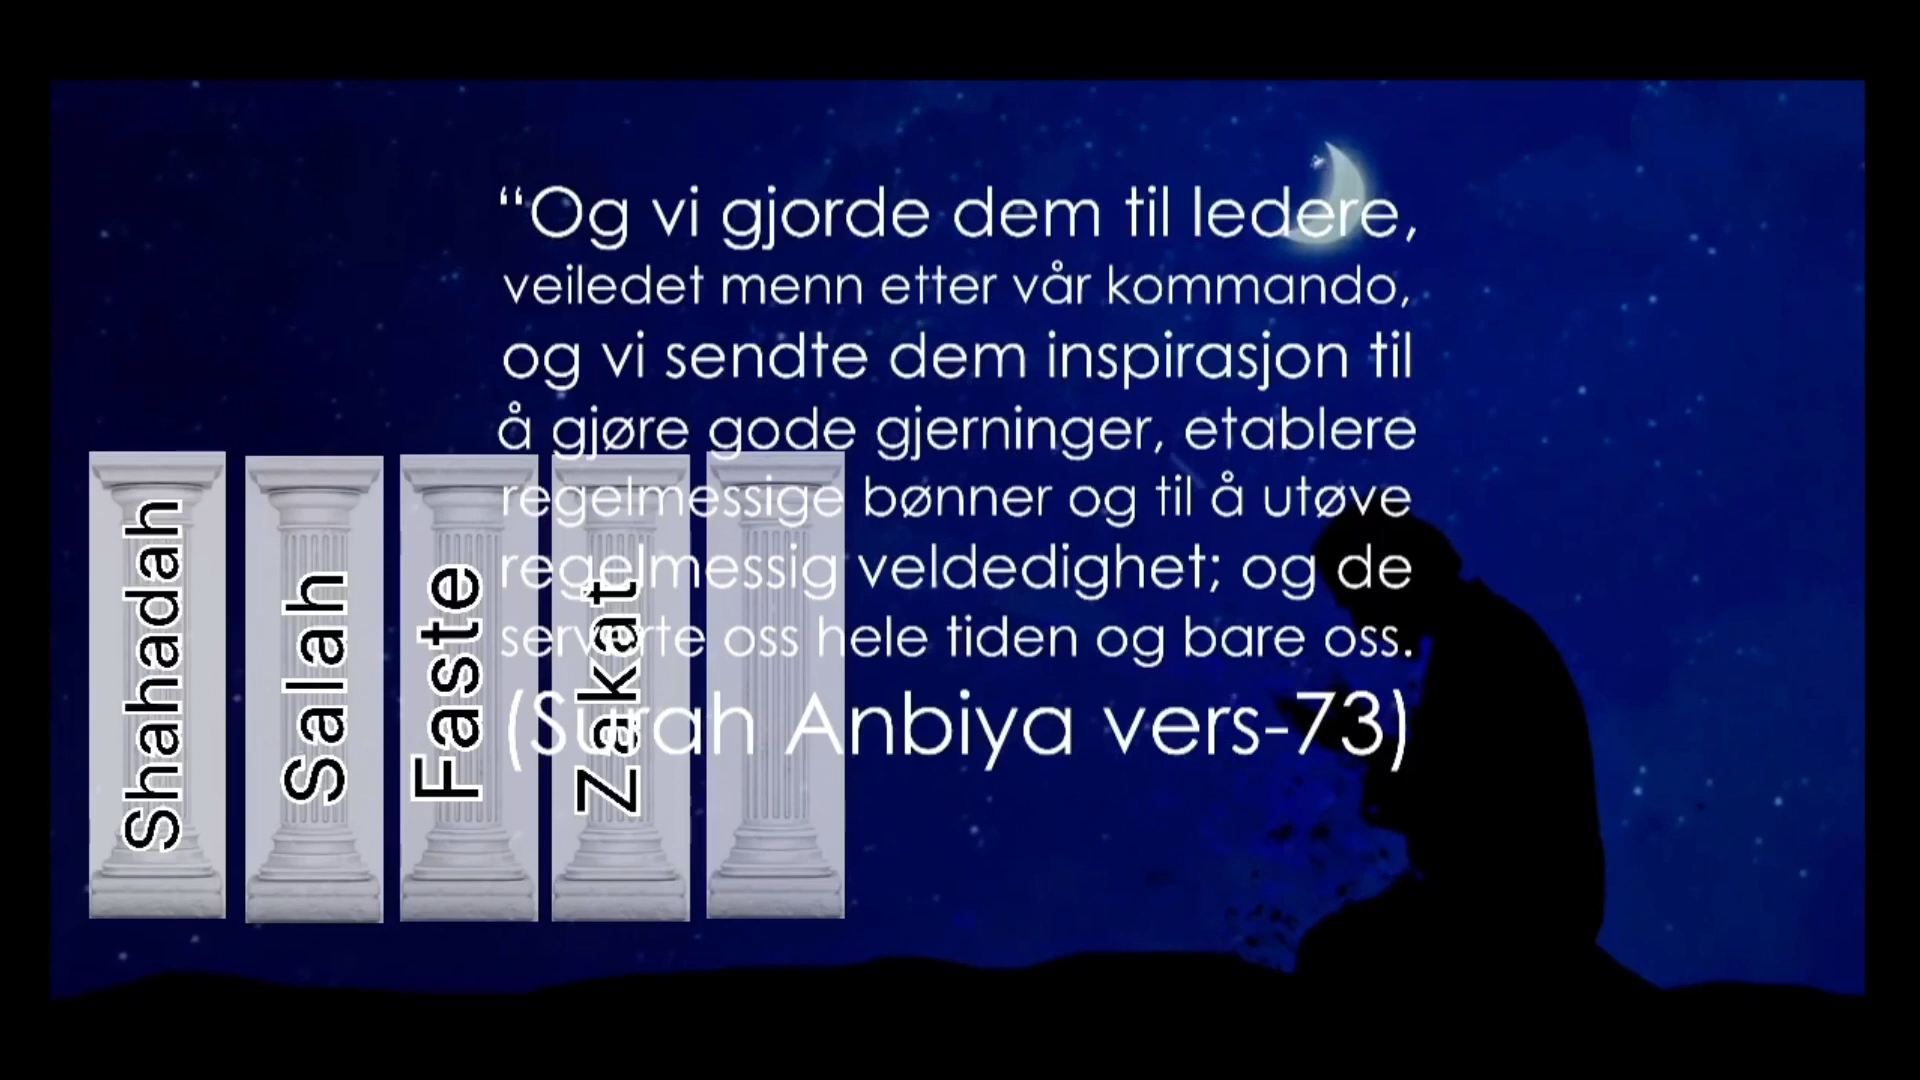 “Og vi gjorde dem til ledere,
veiledet menn etter vår kommando,
og vi sendte dem inspirasjon til
å gjøre gode gjerninger, etablere
regelmessige bønner og til å utøve
regelmessig veldedighet; og de
serverte oss hele tiden og bare oss.
(Surah Anbiya vers-73)
Shahadah
Salah
Faste
Zakat